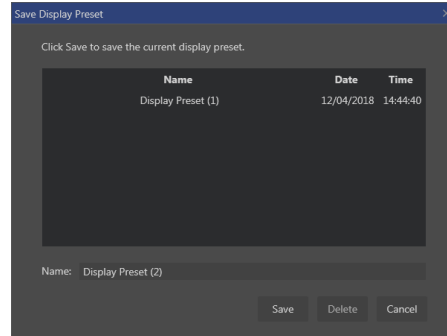 Save Display Preset
Click Save to save the current display preset.
Name Date Time
Display Preset (1) 12/04/2018 14:44:40
Name: Display Preset (2)
Save Delete Cancel